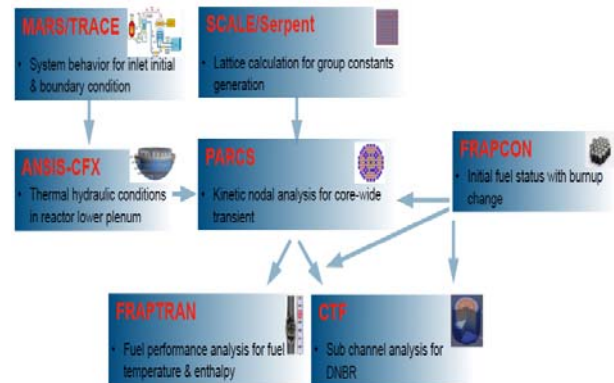 MARS/TRACE
• System behavior for inlet initial
& boundary condition
SCALE/Serpent
• Lattice calculation for group constants
generation
ANSIS-CFX
• Thermal hydraulic conditions
in reactor lower plenum
PARCS
• Kinetic nodal analysis for core-wide
transient
FRAPCON
• Initial fuel status with burnup
change
FRAPTRAN
• Fuel performance analysis for fuel
temperature & enthalpy
CTF
• Sub channel analysis for
DNBR